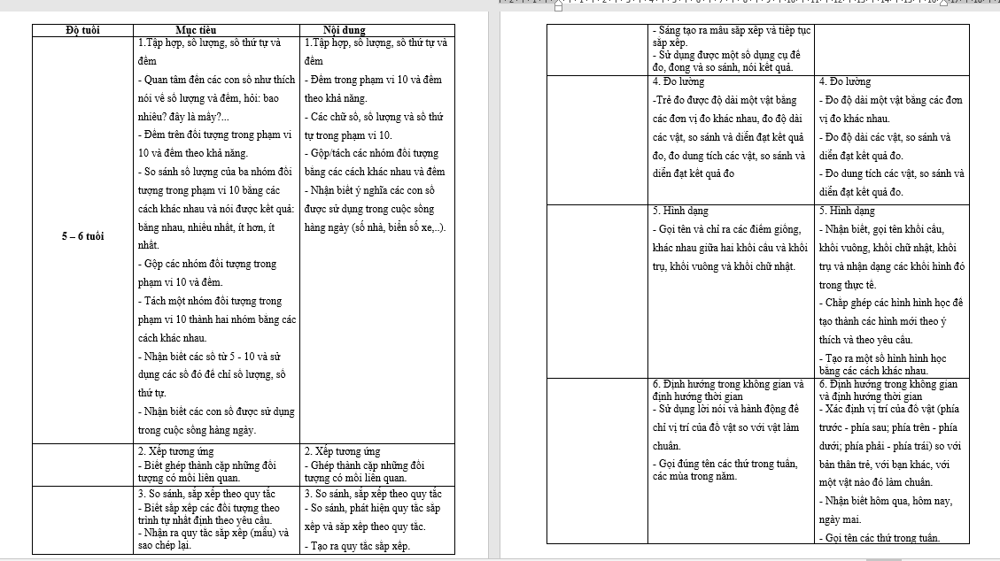 Độ tuổi
Mục tiêu
Nội dung
5 – 6 tuổi
1.Tập hợp, số lượng, số thứ tự và
đếm
- Quan tâm đến các con số như thích
nói về số lượng và đếm, hỏi: bao
nhiêu? đây là mấy?...
- Đếm trên đối tượng trong phạm vi
10 và đếm theo khả năng.
- So sánh số lượng của ba nhóm đối
tượng trong phạm vi 10 bằng các
cách khác nhau và nói được kết quả:
bằng nhau, nhiều nhất, ít hơn, ít
nhất.
- Gộp các nhóm đối tượng trong
phạm vi 10 và đếm.
- Tách một nhóm đối tượng trong
phạm vi 10 thành hai nhóm bằng các
cách khác nhau.
- Nhận biết các số từ 5 - 10 và sử
dụng các số đó để chỉ số lượng, số
thứ tự.
- Nhận biết các con số được sử dụng
trong cuộc sống hàng ngày.
1.Tập hợp, số lượng, số thứ tự và
đếm
- Đếm trong phạm vi 10 và đếm
theo khả năng.
- Các chữ số, số lượng và số thứ
tự trong phạm vi 10.
- Gộp/tách các nhóm đối tượng
bằng các cách khác nhau và đếm
- Nhận biết ý nghĩa các con số
được sử dụng trong cuộc sống
hàng ngày (số nhà, biển số xe,..).
2. Xếp tương ứng
- Biết ghép thành cặp những đối
tượng có mối liên quan.
2. Xếp tương ứng
- Ghép thành cặp những đối
tượng có mối liên quan.
3. So sánh, sắp xếp theo quy tắc
- Biết sắp xếp các đối tượng theo
trình tự nhất định theo yêu cầu.
- Nhận ra quy tắc sắp xếp (mẫu) và
sao chép lại.
3. So sánh, sắp xếp theo quy tắc
- So sánh, phát hiện quy tắc sắp
xếp và sắp xếp theo quy tắc.
- Tạo ra quy tắc sắp xếp.
- Sáng tạo ra mẫu sắp xếp và tiếp tục
sắp xếp.
- Sử dụng được một số dụng cụ để
đo, đong và so sánh, nói kết quả.
4. Đo lường
-Trẻ đo được độ dài một vật bằng
các đơn vị đo khác nhau, đo độ dài
các vật, so sánh và diễn đạt kết quả
đo, đo dung tích các vật, so sánh và
diễn đạt kết quả đo
4. Đo lường
- Đo độ dài một vật bằng các đơn
vị đo khác nhau.
- Đo độ dài các vật, so sánh và
diễn đạt kết quả đo.
- Đo dung tích các vật, so sánh và
diễn đạt kết quả đo.
5. Hình dạng
- Gọi tên và chỉ ra các điểm giống,
khác nhau giữa hai khối cầu và khối
trụ, khối vuông và khối chữ nhật.
5. Hình dạng
- Nhận biết, gọi tên khối cầu,
khối vuông, khối chữ nhật, khối
trụ và nhận dạng các khối hình đó
trong thực tế.
- Chắp ghép các hình hình học để
tạo thành các hình mới theo ý
thích và theo yêu cầu.
- Tạo ra một số hình hình học
bằng các cách khác nhau.
6. Định hướng trong không gian và
định hướng thời gian
- Sử dụng lời nói và hành động để
chỉ vị trí của đồ vật so với vật làm
chuẩn.
- Gọi đúng tên các thứ trong tuần,
các mùa trong năm.
6. Định hướng trong không gian
và định hướng thời gian
- Xác định vị trí của đồ vật (phía
trước - phía sau; phía trên - phía
dưới; phía phải - phía trái) so với
bản thân trẻ, với bạn khác, với
một vật nào đó làm chuẩn.
- Nhận biết hôm qua, hôm nay,
ngày mai.
- Gọi tên các thứ trong tuần.